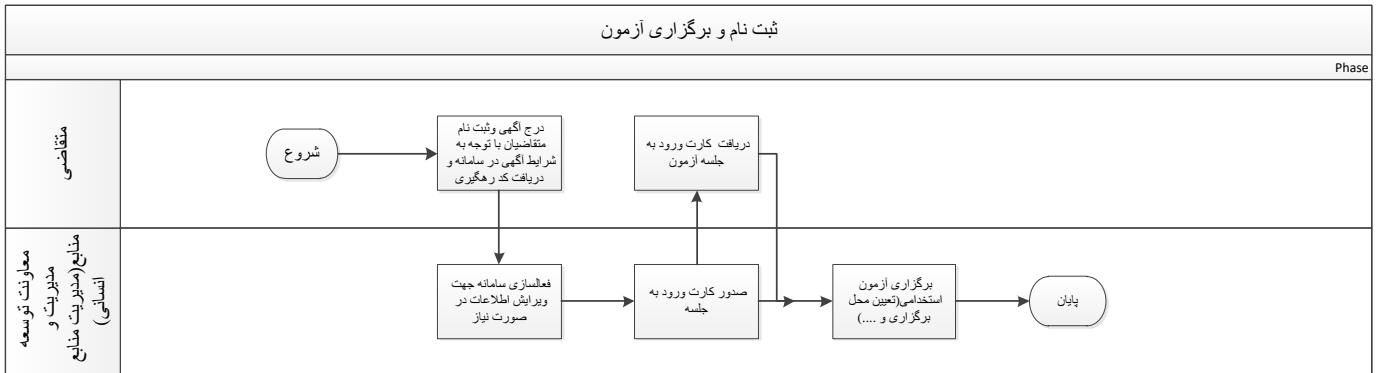 ثبت نام و برگزاری آزمون
Phase
متقاضی
شروع
درج آگهی وثبت نام
متقاضیان با توجه به
شرایط آگهی در سامانه و
دریافت کد رهگیری
دریافت کارت ورود به
جلسه آزمون
معاونت توسعه
مدیریت و
منابع(مدیریت منابع
انسانی)
فعالسازی سامانه جهت
ویرایش اطلاعات در
صورت نیاز
صدور کارت ورود به
جلسه
برگزاری آزمون
استخدامی(تعیین محل
برگزاری و ....)
پایان